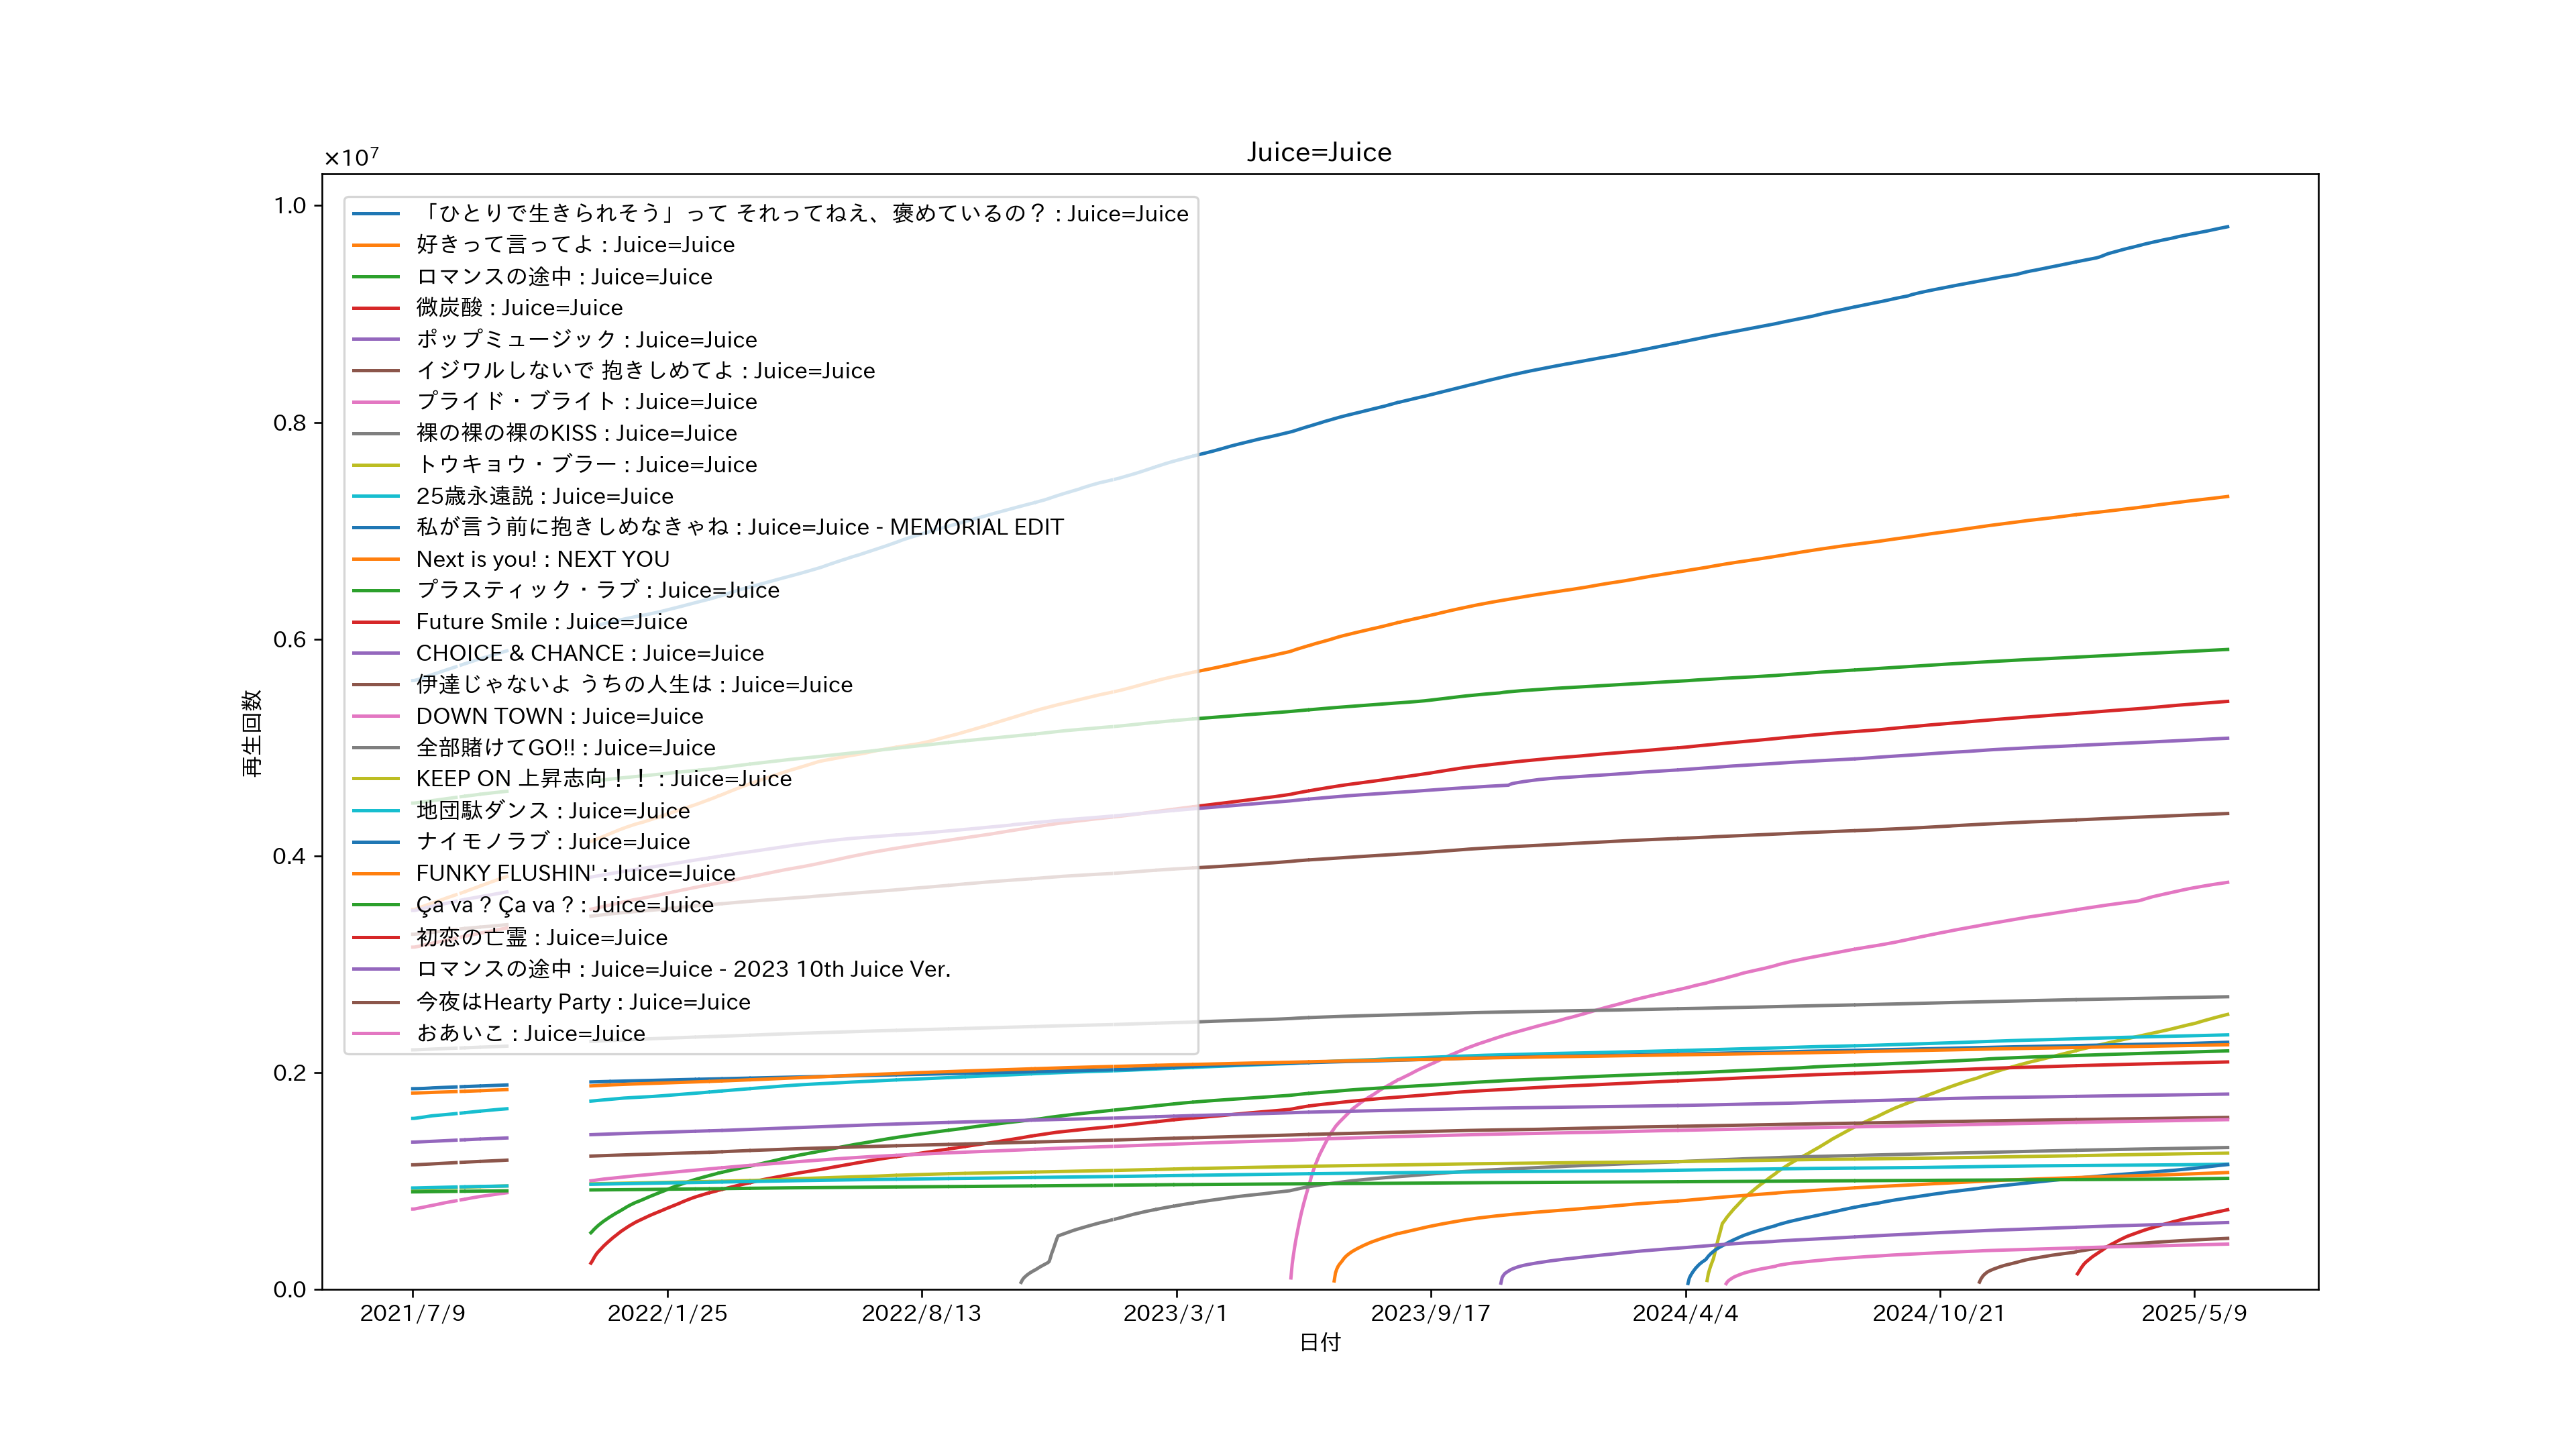 Juice=Juice
×10⁷
1.0
0.8
0.6
0.4
0.2
0.0
再生回数
「ひとりで生きられそう」って それってねえ、褒めているの？ : Juice=Juice
好きって言ってよ : Juice=Juice
ロマンスの途中 : Juice=Juice
微炭酸 : Juice=Juice
ポップミュージック : Juice=Juice
イジワルしないで 抱きしめてよ : Juice=Juice
プライド・ブライト : Juice=Juice
裸の裸の裸のKISS : Juice=Juice
トウキョウ・ブラー : Juice=Juice
25歳永遠説 : Juice=Juice
私が言う前に抱きしめなきゃね : Juice=Juice - MEMORIAL EDIT
Next is you! : NEXT YOU
プラスティック・ラブ : Juice=Juice
Future Smile : Juice=Juice
CHOICE & CHANCE : Juice=Juice
伊達じゃないよ うちの人生は : Juice=Juice
DOWN TOWN : Juice=Juice
全部賭けてGO!! : Juice=Juice
KEEP ON 上昇志向！！ : Juice=Juice
地団駄ダンス : Juice=Juice
ナイモノラブ : Juice=Juice
FUNKY FLUSHIN' : Juice=Juice
Ça va ? Ça va ? : Juice=Juice
初恋の亡霊 : Juice=Juice
ロマンスの途中 : Juice=Juice - 2023 10th Juice Ver.
今夜はHearty Party : Juice=Juice
おあいこ : Juice=Juice
2021/7/9
2022/1/25
2022/8/13
2023/3/1
2023/9/17
2024/4/4
2024/10/21
2025/5/9
日付